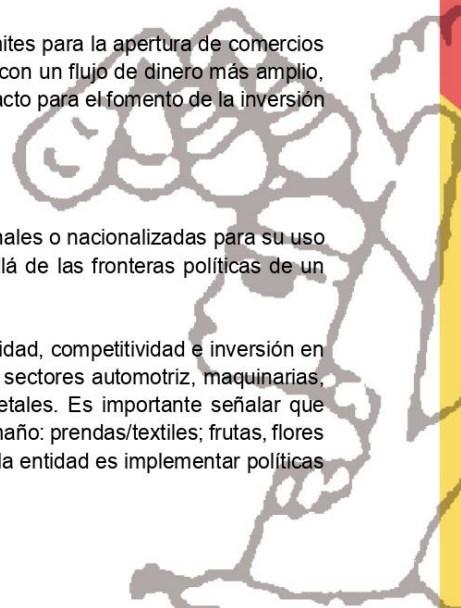 ites para la apertura de comercios
con un flujo de dinero más amplio,
acto para el fomento de la inversión
nales o nacionalizadas para su uso
lá de las fronteras políticas de un
idad, competitividad e inversión en
sectores automotriz, maquinarias,
etales. Es importante señalar que
naño: prendas/textiles; frutas, flores
la entidad es implementar políticas